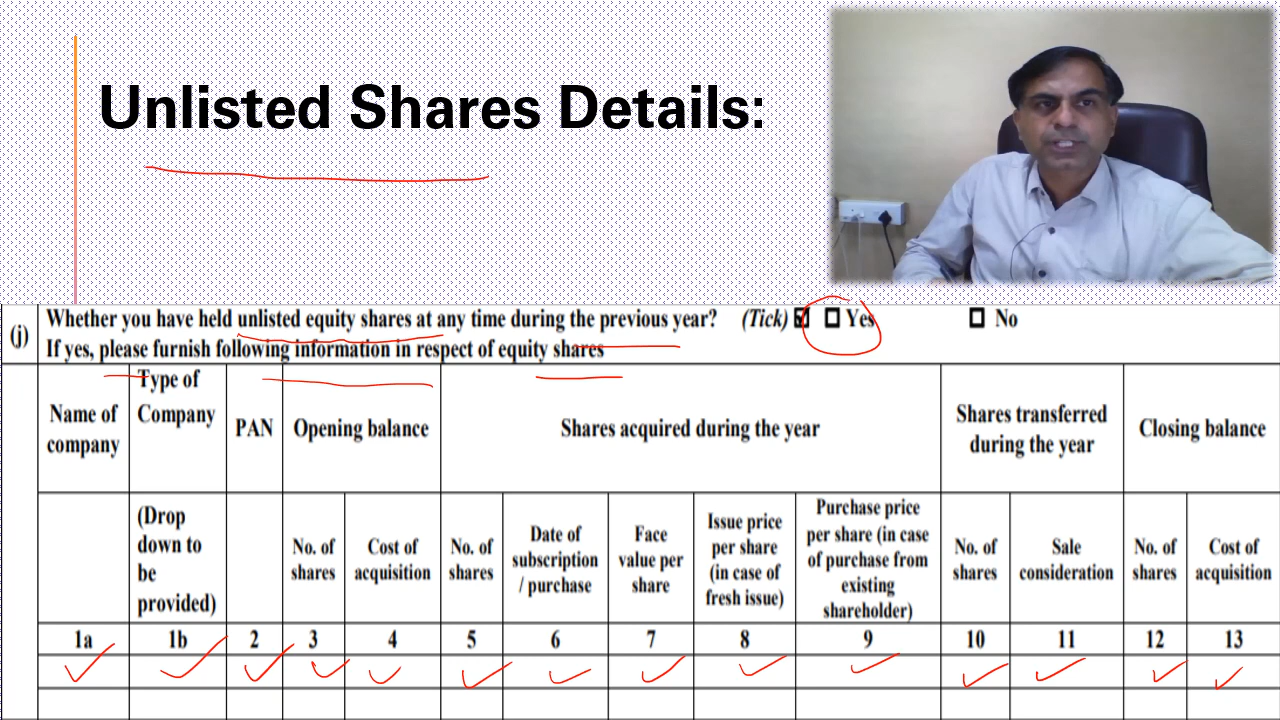 Unlisted Shares Details:
(j) Whether you have held unlisted equity shares at any time during the previous year? (Tick) ☑ ☐ Yes ☐ No
If yes, please furnish following information in respect of equity shares
Name of company
Type of Company
PAN
Opening balance
Shares acquired during the year
Shares transferred during the year
Closing balance
(Drop down to be provided)
No. of shares
Cost of acquisition
No. of shares
Date of subscription / purchase
Face value per share
Issue price per share (in case of fresh issue)
Purchase price per share (in case of purchase from existing shareholder)
No. of shares
Sale consideration
No. of shares
Cost of acquisition
1a 1b 2 3 4 5 6 7 8 9 10 11 12 13